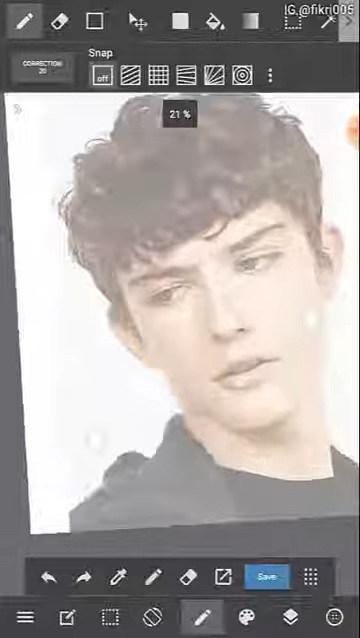 IG.@fikri005
Snap
CORRECTION
20
off
21 %
Save